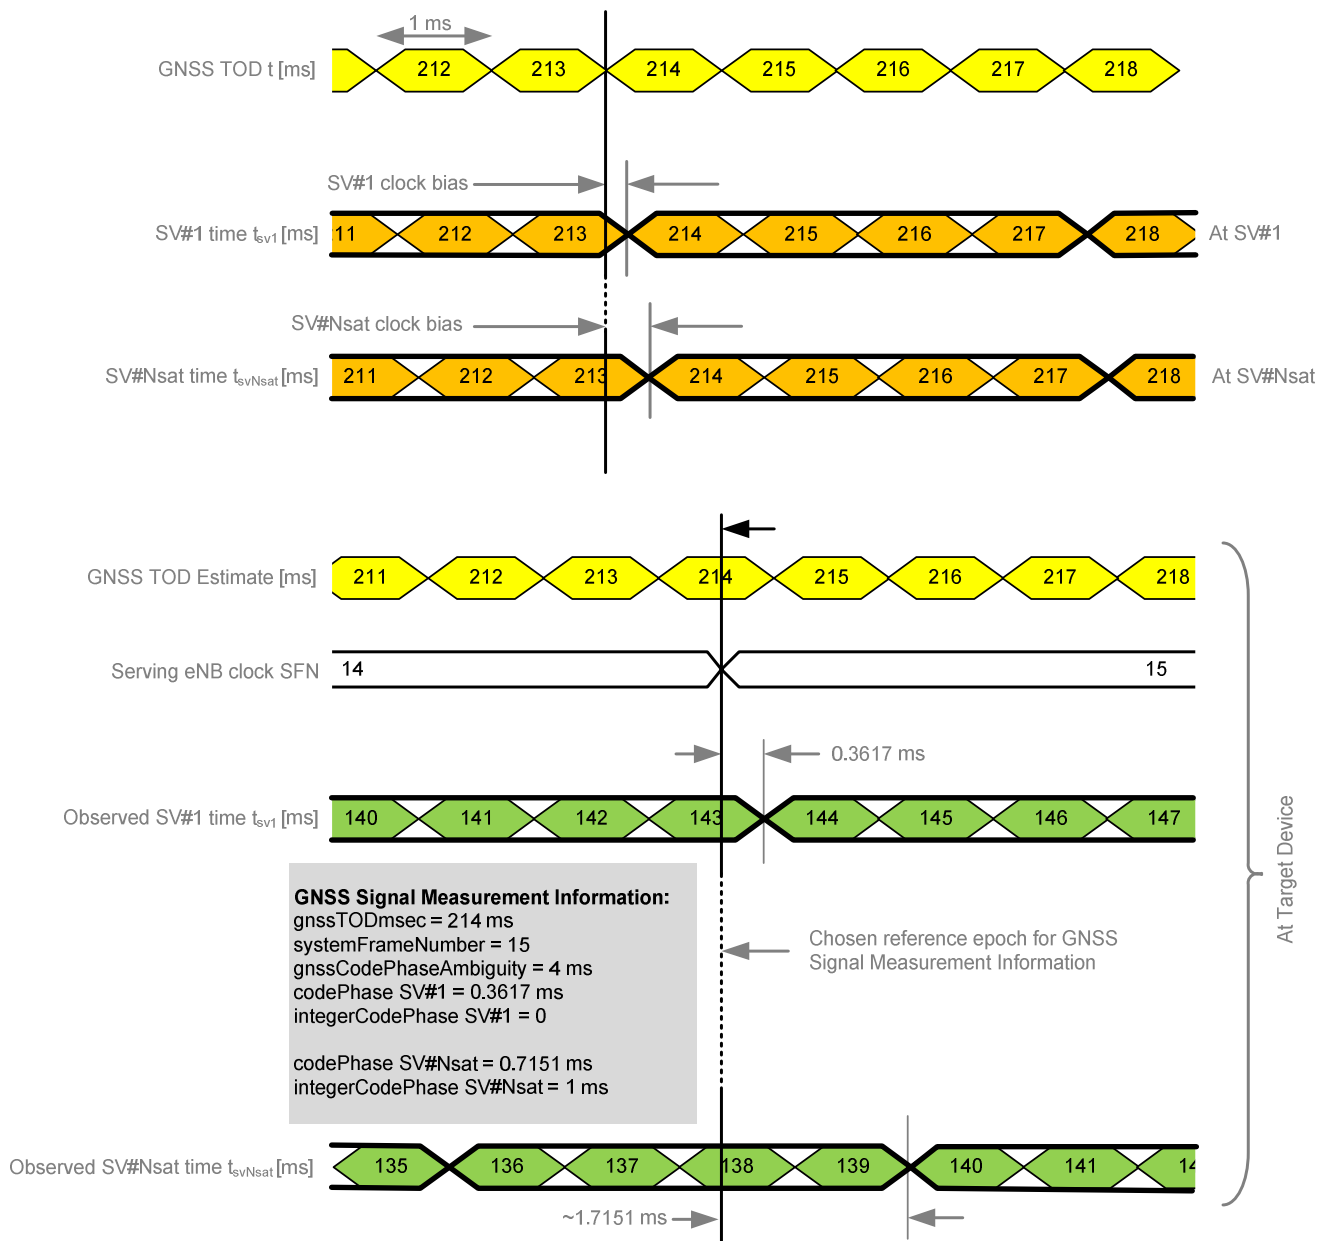 1 ms
GNSS TOD t [ms] 212 213 214 215 216 217 218
SV#1 clock bias
SV#1 time tsv1 [ms] 11 212 213 214 215 216 217 218 At SV#1
SV#Nsat clock bias
SV#Nsat time tsvNsat [ms] 211 212 213 214 215 216 217 218 At SV#Nsat
GNSS TOD Estimate [ms] 211 212 213 214 215 216 217 218
Serving eNB clock SFN 14 15
0.3617 ms
Observed SV#1 time tsv1 [ms] 140 141 142 143 144 145 146 147
GNSS Signal Measurement Information:
gnssTODmsec = 214 ms
systemFrameNumber = 15
gnssCodePhaseAmbiguity = 4 ms
codePhase SV#1 = 0.3617 ms
integerCodePhase SV#1 = 0
codePhase SV#Nsat = 0.7151 ms
integerCodePhase SV#Nsat = 1 ms
Chosen reference epoch for GNSS
Signal Measurement Information
At Target Device
Observed SV#Nsat time tsvNsat [ms] 135 136 137 138 139 140 141 14
~1.7151 ms